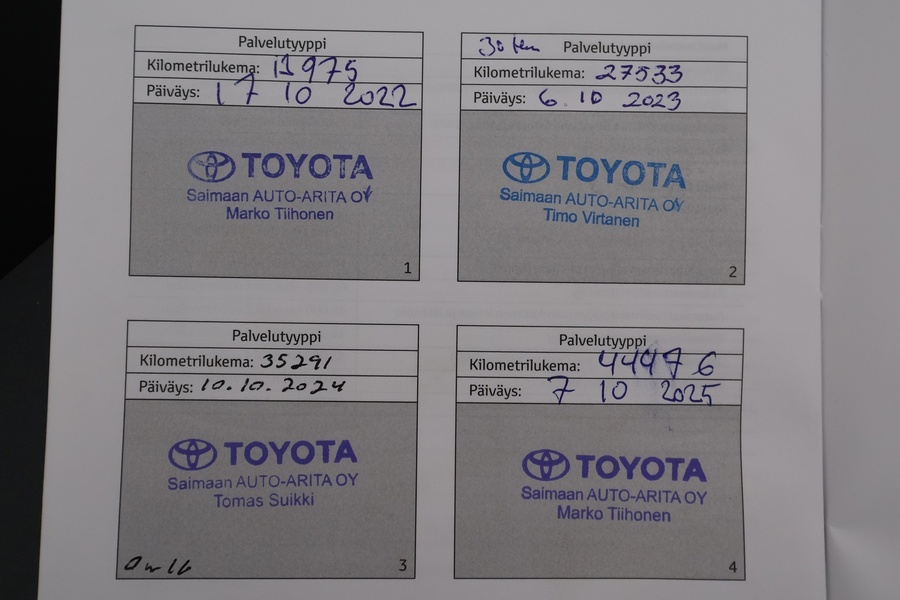 Palvelutyyppi
Kilometrilukema: 13975
Päiväys: 17 10 2022
TOYOTA
Saimaan AUTO-ARITA OY
Marko Tiihonen
1
30 tkm Palvelutyyppi
Kilometrilukema: 27533
Päiväys: 6. 10 2023
TOYOTA
Saimaan AUTO-ARITA OY
Timo Virtanen
2
Palvelutyyppi
Kilometrilukema: 35291
Päiväys: 10.10.2024
TOYOTA
Saimaan AUTO-ARITA OY
Tomas Suikki
3
Palvelutyyppi
Kilometrilukema: 44476
Päiväys: 7 10 2025
TOYOTA
Saimaan AUTO-ARITA OY
Marko Tiihonen
4